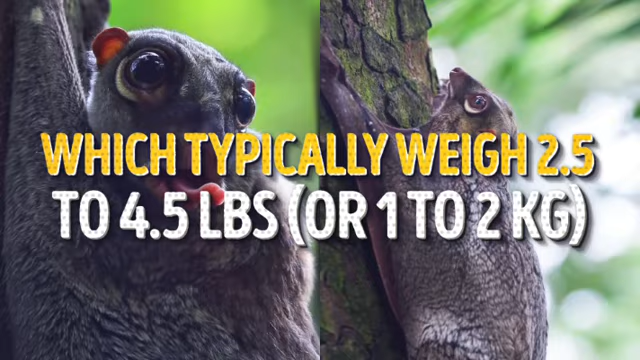 WHICH TYPICALLY WEIGH 2.5
TO 4.5 LBS (OR 1 TO 2 KG)